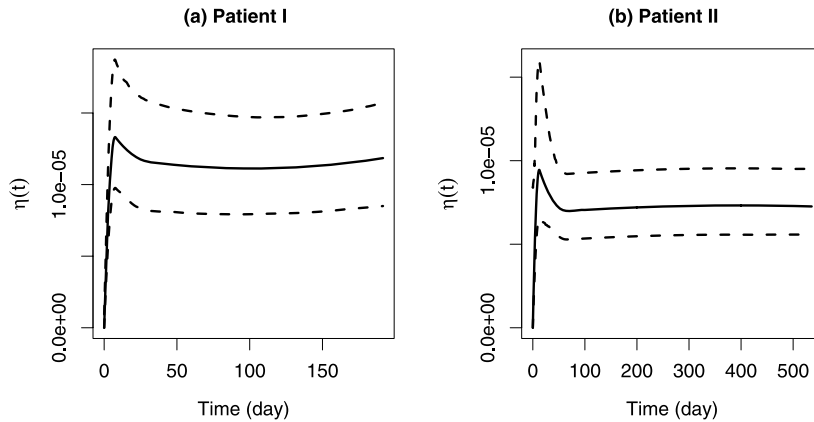 (a) Patient I
η(t)
0.0e+00
1.0e−05
0
50
100
150
Time (day)
(b) Patient II
η(t)
0.0e+00
1.0e−05
0
100
200
300
400
500
Time (day)